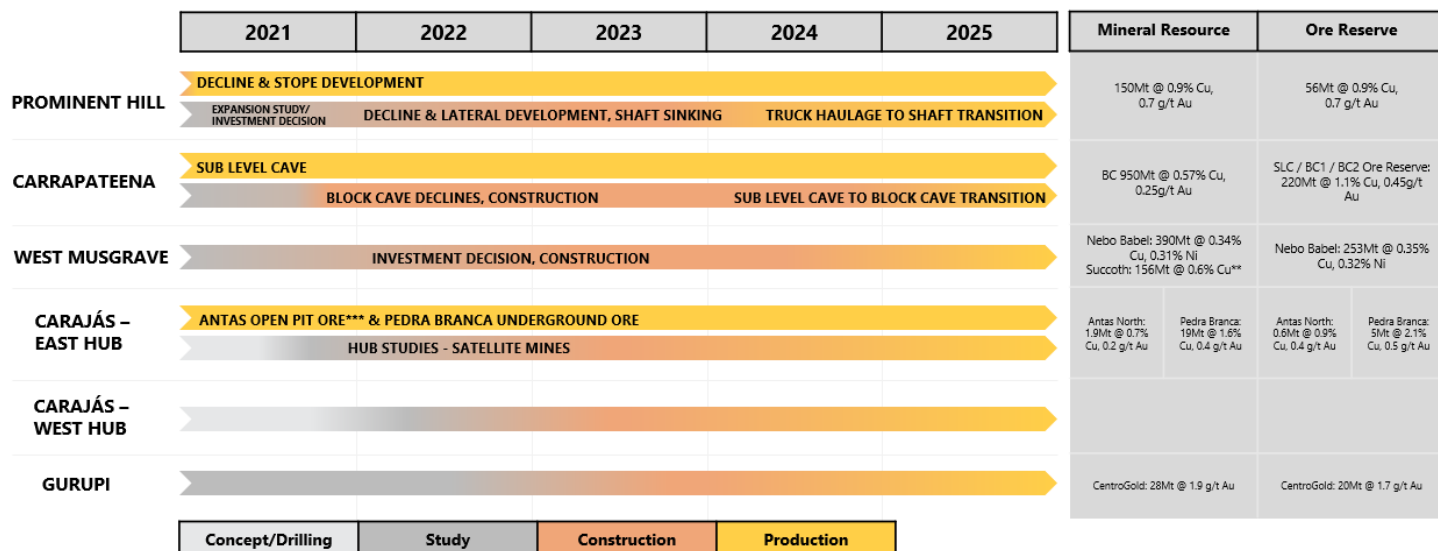 2021 2022 2023 2024 2025 Mineral Resource Ore Reserve
PROMINENT HILL
DECLINE & STOPE DEVELOPMENT
EXPANSION STUDY/
INVESTMENT DECISION
DECLINE & LATERAL DEVELOPMENT, SHAFT SINKING
TRUCK HAULAGE TO SHAFT TRANSITION
150Mt @ 0.9% Cu,
0.7 g/t Au
56Mt @ 0.9% Cu,
0.7 g/t Au
CARRAPATEENA
SUB LEVEL CAVE
BLOCK CAVE DECLINES, CONSTRUCTION
SUB LEVEL CAVE TO BLOCK CAVE TRANSITION
BC 950Mt @ 0.57% Cu,
0.25g/t Au
SLC / BC1 / BC2 Ore Reserve:
220Mt @ 1.1% Cu, 0.45g/t
Au
WEST MUSGRAVE
INVESTMENT DECISION, CONSTRUCTION
Nebo Babel: 390Mt @ 0.34%
Cu, 0.31% Ni
Succoth: 156Mt @ 0.6% Cu**
Nebo Babel: 253Mt @ 0.35%
Cu, 0.32% Ni
CARAJÁS –
EAST HUB
ANTAS OPEN PIT ORE*** & PEDRA BRANCA UNDERGROUND ORE
HUB STUDIES - SATELLITE MINES
Antas North:
1.9Mt @ 0.7%
Cu, 0.2 g/t Au
Pedra Branca:
19Mt @ 1.6%
Cu, 0.4 g/t Au
Antas North:
0.6Mt @ 0.9%
Cu, 0.4 g/t Au
Pedra Branca:
5Mt @ 2.1%
Cu, 0.5 g/t Au
CARAJÁS –
WEST HUB
GURUPI
CentroGold: 28Mt @ 1.9 g/t Au
CentroGold: 20Mt @ 1.7 g/t Au
Concept/Drilling Study Construction Production